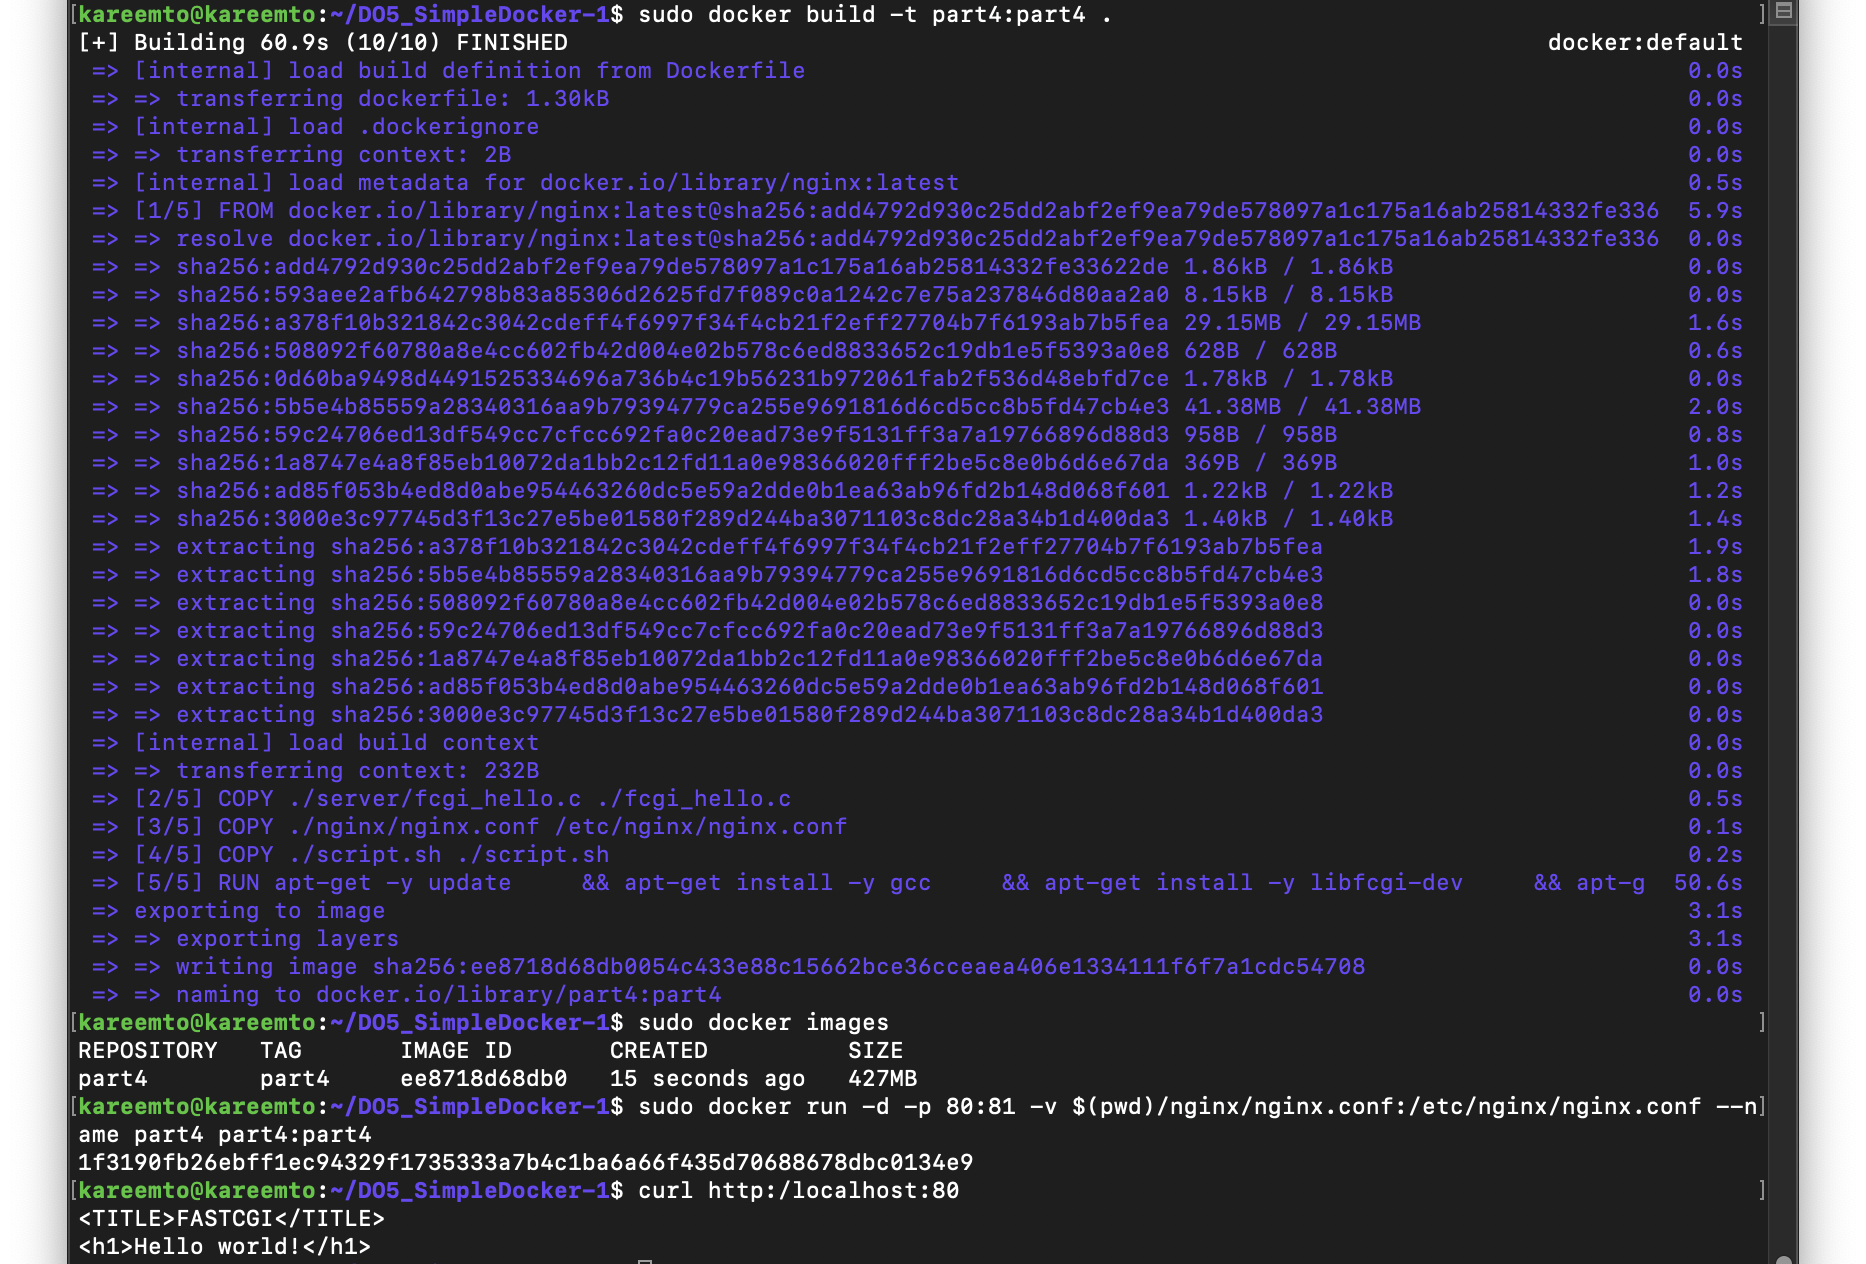 [kareemto@kareemto:~/DO5_SimpleDocker-1$ sudo docker build -t part4:part4 . ]
[+] Building 60.9s (10/10) FINISHED docker:default
=> [internal] load build definition from Dockerfile 0.0s
=> => transferring dockerfile: 1.30kB 0.0s
=> [internal] load .dockerignore 0.0s
=> => transferring context: 2B 0.0s
=> [internal] load metadata for docker.io/library/nginx:latest 0.5s
=> [1/5] FROM docker.io/library/nginx:latest@sha256:add4792d930c25dd2abf2ef9ea79de578097a1c175a16ab25814332fe336 5.9s
=> => resolve docker.io/library/nginx:latest@sha256:add4792d930c25dd2abf2ef9ea79de578097a1c175a16ab25814332fe336 0.0s
=> => sha256:add4792d930c25dd2abf2ef9ea79de578097a1c175a16ab25814332fe33622de 1.86kB / 1.86kB 0.0s
=> => sha256:593aee2afb642798b83a85306d2625fd7f089c0a1242c7e75a237846d80aa2a0 8.15kB / 8.15kB 0.0s
=> => sha256:a378f10b321842c3042cdeff4f6997f34f4cb21f2eff27704b7f6193ab7b5fea 29.15MB / 29.15MB 1.6s
=> => sha256:508092f60780a8e4cc602fb42d004e02b578c6ed8833652c19db1e5f5393a0e8 628B / 628B 0.6s
=> => sha256:0d60ba9498d4491525334696a736b4c19b56231b972061fab2f536d48ebfd7ce 1.78kB / 1.78kB 0.0s
=> => sha256:5b5e4b85559a28340316aa9b79394779ca255e9691816d6cd5cc8b5fd47cb4e3 41.38MB / 41.38MB 2.0s
=> => sha256:59c24706ed13df549cc7cfcc692fa0c20ead73e9f5131ff3a7a19766896d88d3 958B / 958B 0.8s
=> => sha256:1a8747e4a8f85eb10072da1bb2c12fd11a0e98366020fff2be5c8e0b6d6e67da 369B / 369B 1.0s
=> => sha256:ad85f053b4ed8d0abe954463260dc5e59a2dde0b1ea63ab96fd2b148d068f601 1.22kB / 1.22kB 1.2s
=> => sha256:3000e3c97745d3f13c27e5be01580f289d244ba3071103c8dc28a34b1d400da3 1.40kB / 1.40kB 1.4s
=> => extracting sha256:a378f10b321842c3042cdeff4f6997f34f4cb21f2eff27704b7f6193ab7b5fea 1.9s
=> => extracting sha256:5b5e4b85559a28340316aa9b79394779ca255e9691816d6cd5cc8b5fd47cb4e3 1.8s
=> => extracting sha256:508092f60780a8e4cc602fb42d004e02b578c6ed8833652c19db1e5f5393a0e8 0.0s
=> => extracting sha256:59c24706ed13df549cc7cfcc692fa0c20ead73e9f5131ff3a7a19766896d88d3 0.0s
=> => extracting sha256:1a8747e4a8f85eb10072da1bb2c12fd11a0e98366020fff2be5c8e0b6d6e67da 0.0s
=> => extracting sha256:ad85f053b4ed8d0abe954463260dc5e59a2dde0b1ea63ab96fd2b148d068f601 0.0s
=> => extracting sha256:3000e3c97745d3f13c27e5be01580f289d244ba3071103c8dc28a34b1d400da3 0.0s
=> [internal] load build context 0.0s
=> => transferring context: 232B 0.0s
=> [2/5] COPY ./server/fcgi_hello.c ./fcgi_hello.c 0.5s
=> [3/5] COPY ./nginx/nginx.conf /etc/nginx/nginx.conf 0.1s
=> [4/5] COPY ./script.sh ./script.sh 0.2s
=> [5/5] RUN apt-get -y update && apt-get install -y gcc && apt-get install -y libfcgi-dev && apt-g 50.6s
=> exporting to image 3.1s
=> => exporting layers 3.1s
=> => writing image sha256:ee8718d68db0054c433e88c15662bce36cceaea406e1334111f6f7a1cdc54708 0.0s
=> => naming to docker.io/library/part4:part4 0.0s
[kareemto@kareemto:~/DO5_SimpleDocker-1$ sudo docker images ]
REPOSITORY TAG IMAGE ID CREATED SIZE
part4 part4 ee8718d68db0 15 seconds ago 427MB
[kareemto@kareemto:~/DO5_SimpleDocker-1$ sudo docker run -d -p 80:81 -v $(pwd)/nginx/nginx.conf:/etc/nginx/nginx.conf --n]
ame part4 part4:part4
1f3190fb26ebff1ec94329f1735333a7b4c1ba6a66f435d70688678dbc0134e9
[kareemto@kareemto:~/DO5_SimpleDocker-1$ curl http:/localhost:80 ]
<TITLE>FASTCGI</TITLE>
<h1>Hello world!</h1>